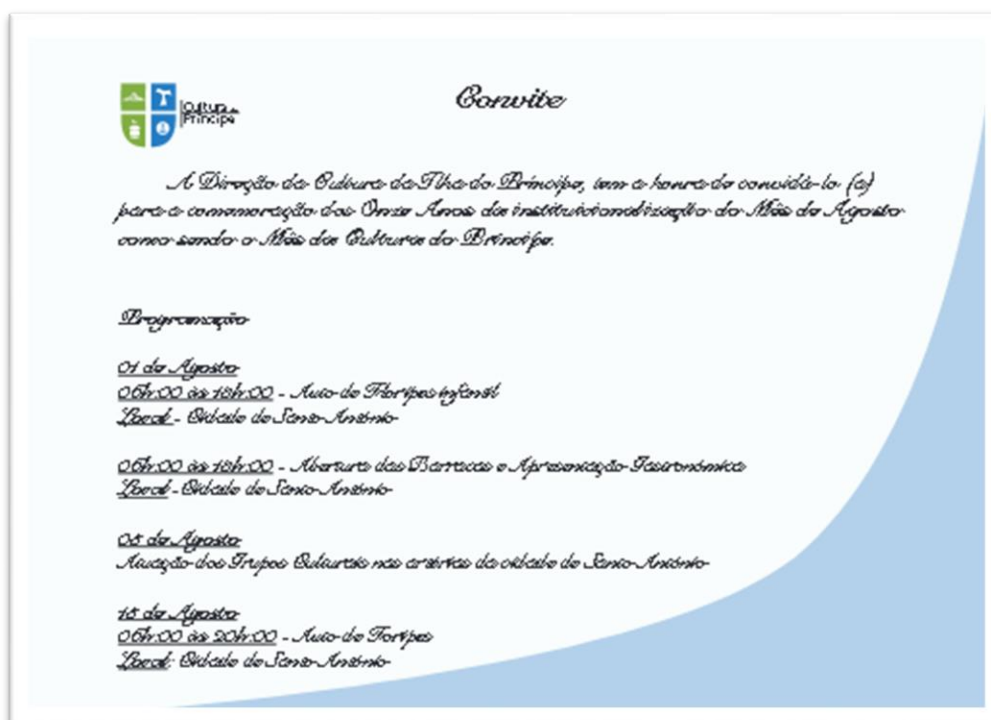 Cultura do
Príncipe
Convite
A Direção da Cultura da Ilha do Príncipe, tem a honra de convidá-lo (a)
para a comemoração dos Onze Anos da institucionalização do Mês de Agosto
como sendo o Mês das Culturas do Príncipe.
Programação
01 de Agosto
06h:00 às 18h:00 - Auto de Floripes infantil
Local - Cidade de Santo António
06h:00 às 18h:00 - Abertura das Barracas e Apresentação Gastronómica
Local - Cidade de Santo António
de Agosto
Atuação dos Grupos Culturais nas artérias da cidade de Santo António
15 de Agosto
06h:00 às 20h:00 - Auto de
Local: Cidade de Santo António